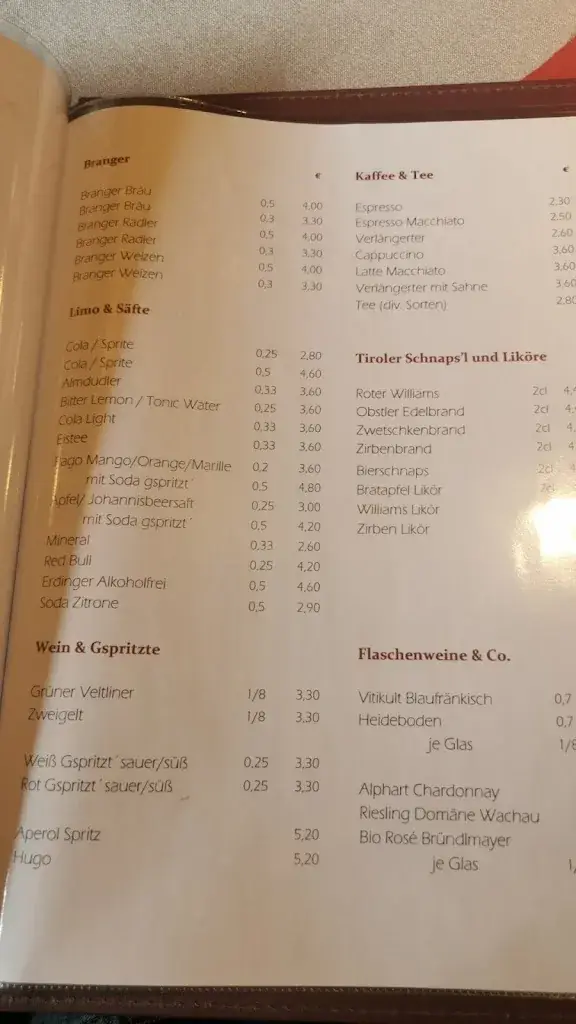 Branger
€
Branger Bräu 0,5 4,00
Branger Bräu 0,3 3,30
Branger Radler 0,5 4,00
Branger Radler 0,3 3,30
Branger Weizen 0,5 4,00
Branger Weizen 0,3 3,30
Limo & Säfte
Cola / Sprite 0,25 2,80
Cola / Sprite 0,5 4,60
Almdudler 0,33 3,60
Bitter Lemon / Tonic Water 0,25 3,60
Cola Light 0,33 3,60
Eistee 0,33 3,60
Pago Mango/Orange/Marille 0,2 3,60
mit Soda gspritzt´ 0,5 4,80
Apfel/ Johannisbeersaft 0,25 3,00
mit Soda gspritzt´ 0,5 4,20
Mineral 0,33 2,60
Red Bull 0,25 4,20
Erdinger Alkoholfrei 0,5 4,60
Soda Zitrone 0,5 2,90
Wein & Gspritzte
Grüner Veltliner 1/8 3,30
Zweigelt 1/8 3,30
Weiß Gspritzt´sauer/süß 0,25 3,30
Rot Gspritzt´sauer/süß 0,25 3,30
Aperol Spritz 5,20
Hugo 5,20
Kaffee & Tee
€
Espresso 2,30
Espresso Macchiato 2,50
Verlängerter 2,60
Cappuccino 3,60
Latte Macchiato 3,60
Verlängerter mit Sahne 3,60
Tee (div. Sorten) 2,80
Tiroler Schnaps'l und Liköre
Roter Williams 2cl
Obstler Edelbrand 2cl
Zwetschkenbrand 2cl
Zirbenbrand 2cl
Bierschnaps 2cl
Bratapfel Likör 2cl
Williams Likör
Zirben Likör
Flaschenweine & Co.
Vitikult Blaufränkisch 0,7
Heideboden 0,7
je Glas 1/8
Alphart Chardonnay
Riesling Domäne Wachau
Bio Rosé Bründlmayer
je Glas